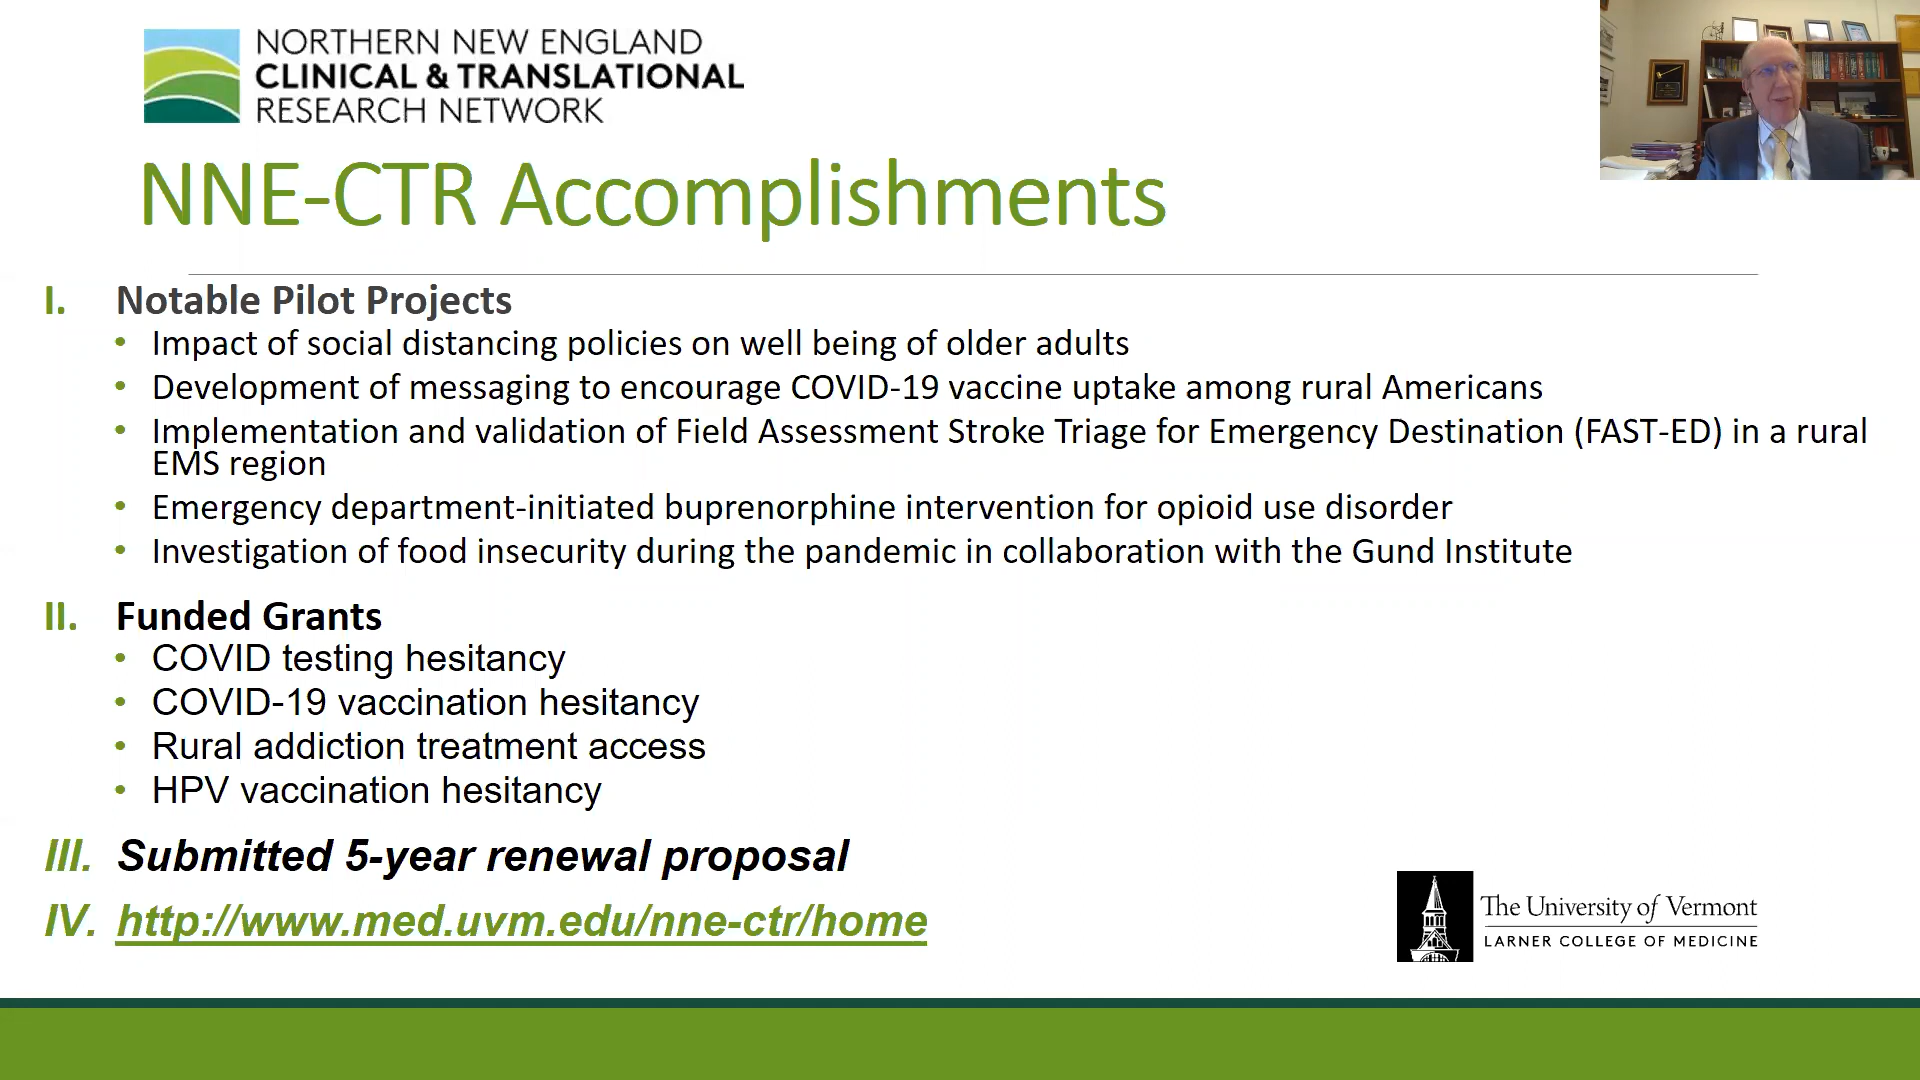 NORTHERN NEW ENGLAND
CLINICAL & TRANSLATIONAL
RESEARCH NETWORK
NNE-CTR Accomplishments
I. Notable Pilot Projects
• Impact of social distancing policies on well being of older adults
• Development of messaging to encourage COVID-19 vaccine uptake among rural Americans
• Implementation and validation of Field Assessment Stroke Triage for Emergency Destination (FAST-ED) in a rural
EMS region
• Emergency department-initiated buprenorphine intervention for opioid use disorder
• Investigation of food insecurity during the pandemic in collaboration with the Gund Institute
II. Funded Grants
• COVID testing hesitancy
• COVID-19 vaccination hesitancy
• Rural addiction treatment access
• HPV vaccination hesitancy
III. Submitted 5-year renewal proposal
IV. http://www.med.uvm.edu/nne-ctr/home
The University of Vermont
LARNER COLLEGE OF MEDICINE